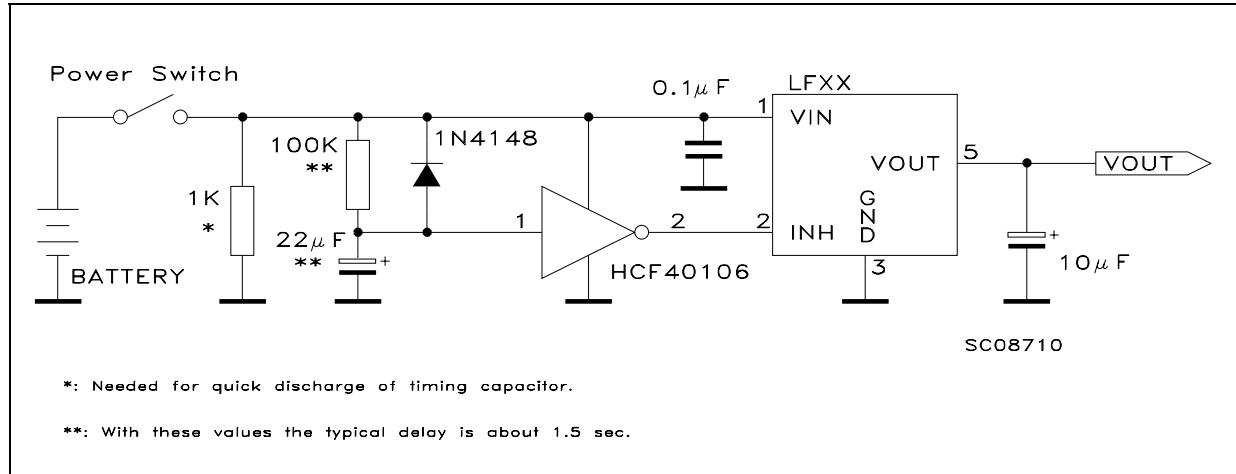 Power Switch
BATTERY
1K
*
100K
**
22μF
**
+
1N4148
1
2
HCF40106
0.1μF
LFXX
1
VIN
2
INH
GND
3
VOUT
5
VOUT
+
10μF
SC08710
*: Needed for quick discharge of timing capacitor.
**: With these values the typical delay is about 1.5 sec.